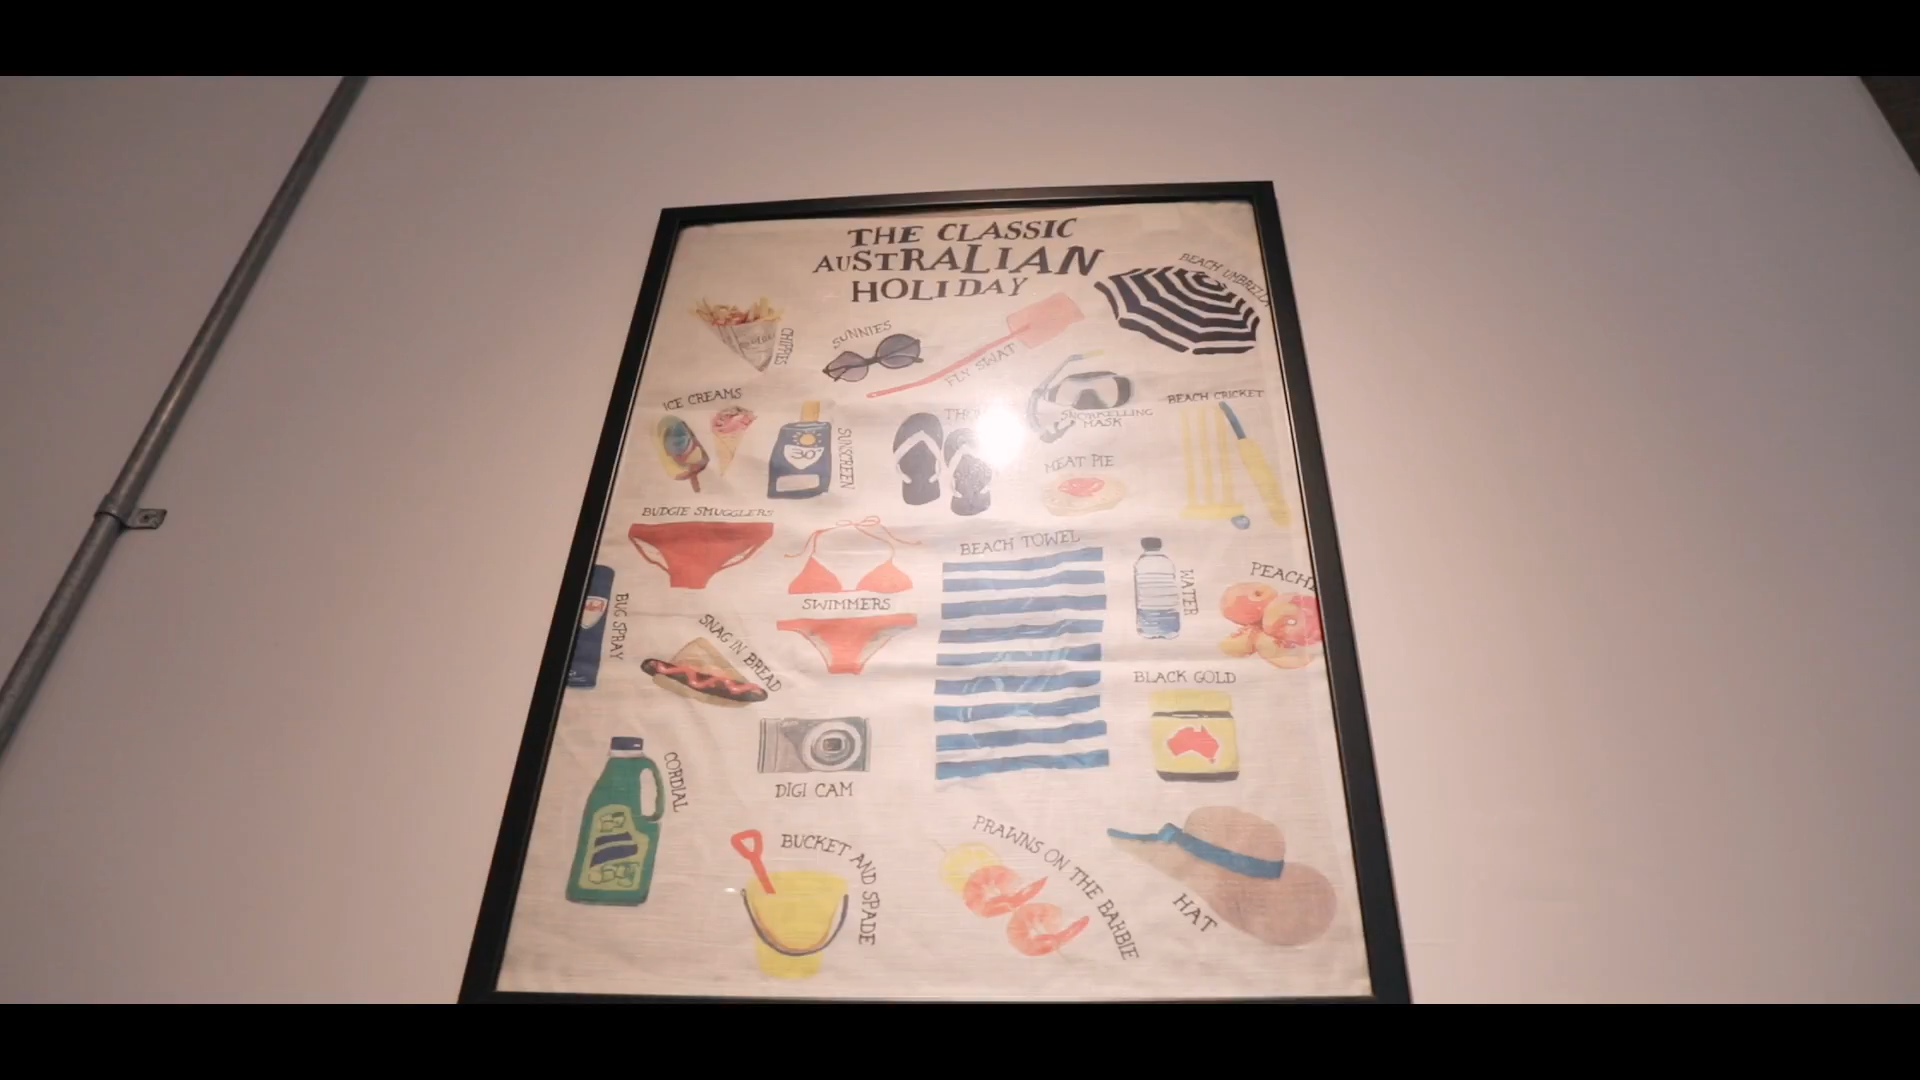 THE CLASSIC
AUSTRALIAN
HOLIDAY
BEACH UMBRELLA
CHIPPIES
SUNNIES
FLY SWAT
ICE CREAMS
SUNSCREEN
30+
SNORKELLING
MASK
BEACH CRICKET
MEAT PIE
BUDGIE SMUGGLERS
SWIMMERS
BEACH TOWEL
WATER
BUG SPRAY
SNAG IN BREAD
BLACK GOLD
CORDIAL
DIGI CAM
BUCKET AND SPADE
PRAWNS ON THE BARBIE
HAT